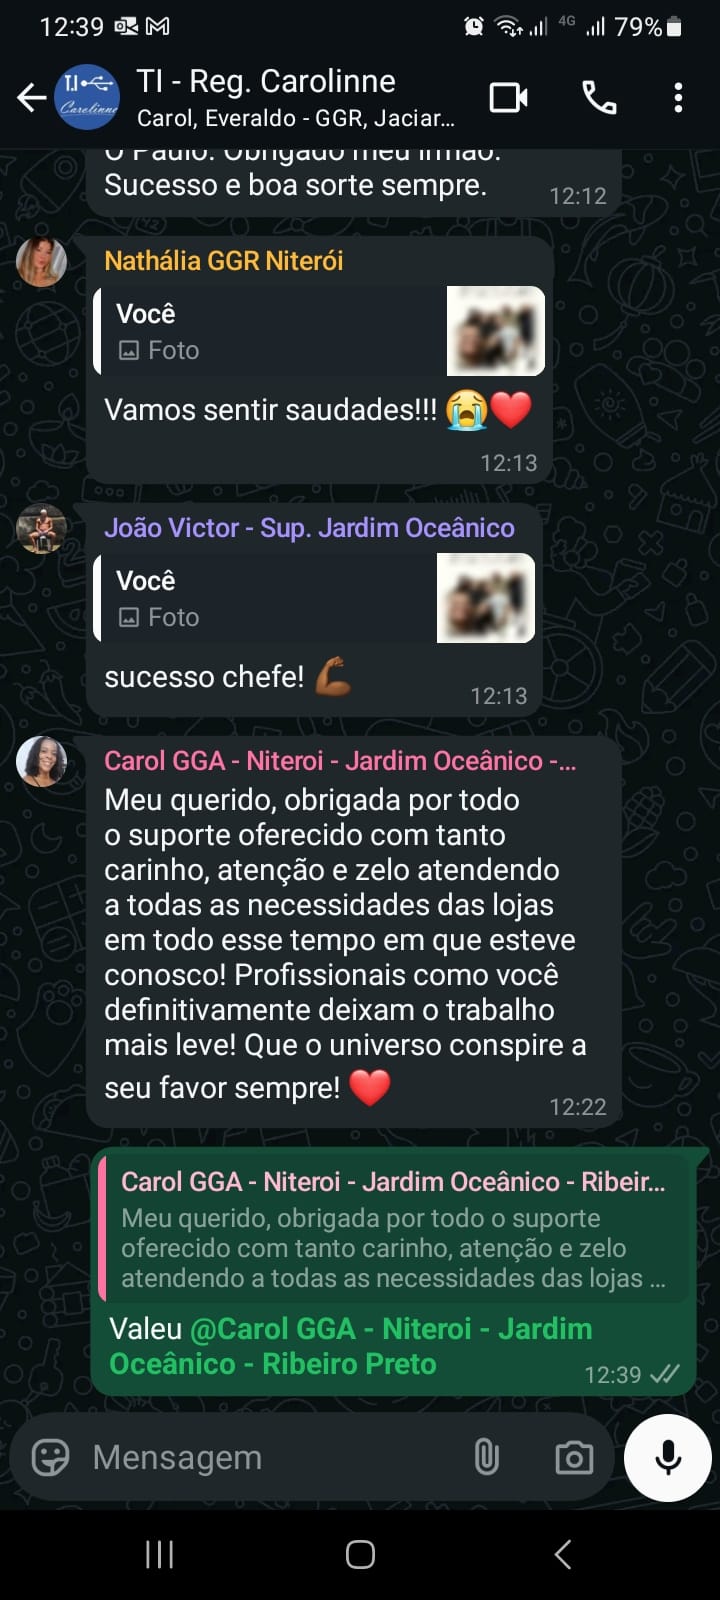 12:39
4G
79%
T.I
Carolinne
TI - Reg. Carolinne
Carol, Everaldo - GGR, Jaciar...
O Paulo. Obrigado meu irmão.
Sucesso e boa sorte sempre.
12:12
Nathália GGR Niterói
Você
Foto
Vamos sentir saudades!!! 😭❤️
12:13
João Victor - Sup. Jardim Oceânico
Você
Foto
sucesso chefe! 💪🏾
12:13
Carol GGA - Niteroi - Jardim Oceânico -...
Meu querido, obrigada por todo
o suporte oferecido com tanto
carinho, atenção e zelo atendendo
a todas as necessidades das lojas
em todo esse tempo em que esteve
conosco! Profissionais como você
definitivamente deixam o trabalho
mais leve! Que o universo conspire a
seu favor sempre! ❤️
12:22
Carol GGA - Niteroi - Jardim Oceânico - Ribeir...
Meu querido, obrigada por todo o suporte
oferecido com tanto carinho, atenção e zelo
atendendo a todas as necessidades das lojas ...
Valeu @Carol GGA - Niteroi - Jardim
Oceânico - Ribeiro Preto
12:39
Mensagem